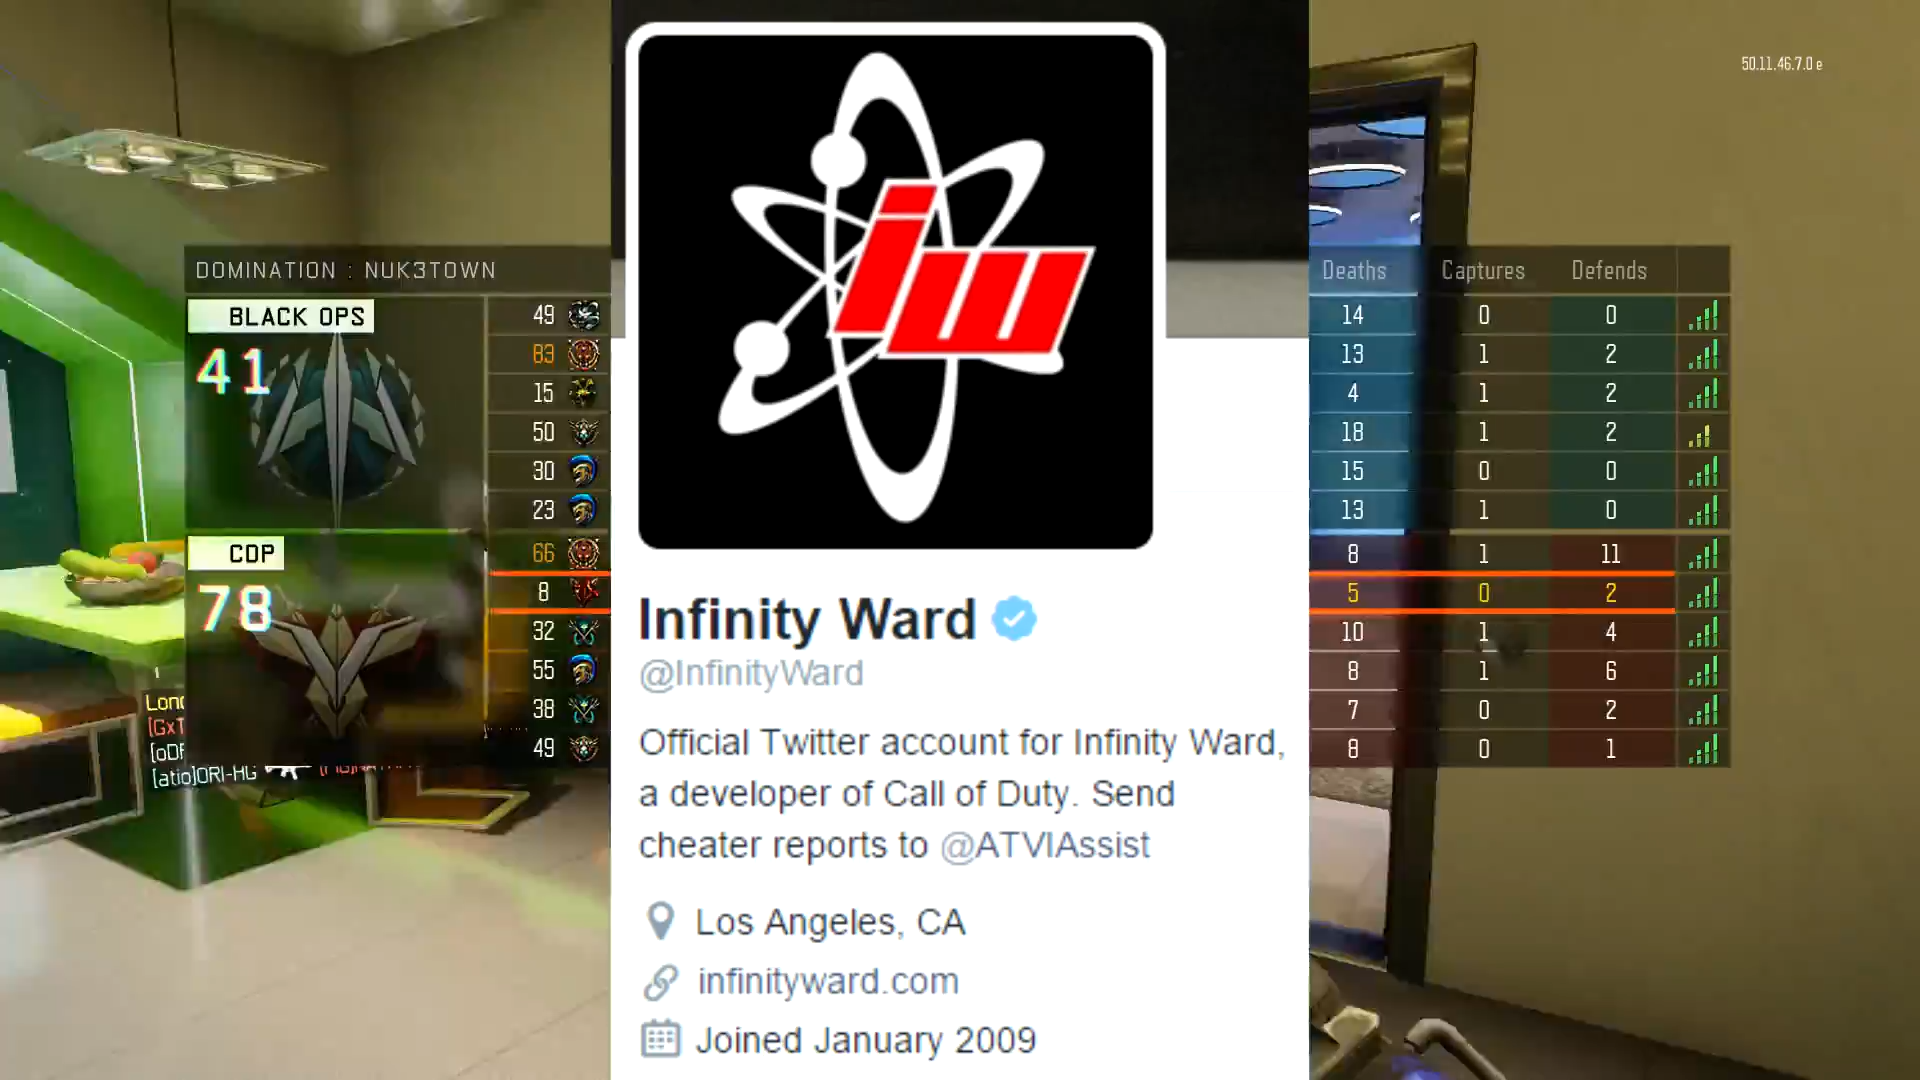 50.11.46.7.0 e
DOMINATION : NUK3TOWN
Deaths Captures Defends
BLACK OPS
41
49 14 0 0
83 13 1 2
15 4 1 2
50 18 1 2
30 15 0 0
23 13 1 0
CDP
78
66 8 1 11
8 5 0 2
32 10 1 4
55 8 1 6
38 7 0 2
49 8 0 1
[atio]ORI-HG
iw
Infinity Ward
@InfinityWard
Official Twitter account for Infinity Ward,
a developer of Call of Duty. Send
cheater reports to @ATVIAssist
Los Angeles, CA
infinityward.com
Joined January 2009